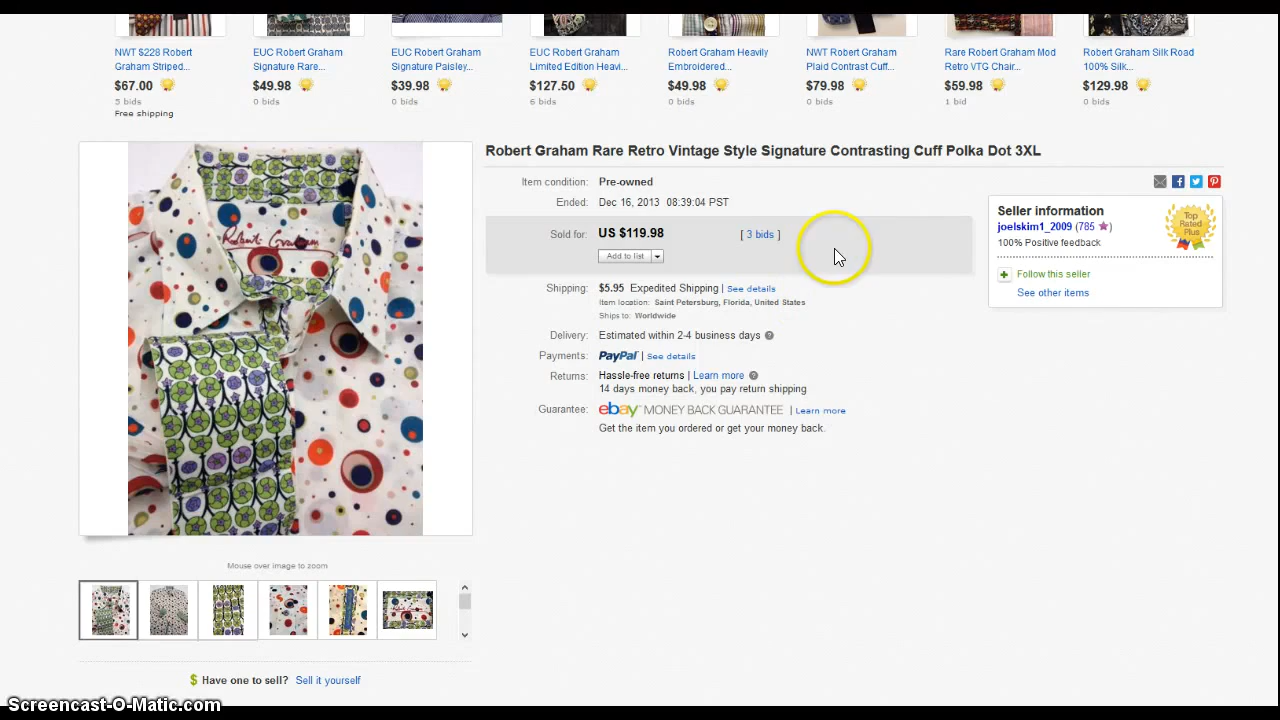 NWT $228 Robert
Graham Striped...
$67.00
5 bids
Free shipping
EUC Robert Graham
Signature Rare...
$49.98
0 bids
EUC Robert Graham
Signature Paisley...
$39.98
0 bids
EUC Robert Graham
Limited Edition Heavi...
$127.50
6 bids
Robert Graham Heavily
Embroidered...
$49.98
0 bids
NWT Robert Graham
Plaid Contrast Cuff...
$79.98
0 bids
Rare Robert Graham Mod
Retro VTG Chair...
$59.98
1 bid
Robert Graham Silk Road
100% Silk...
$129.98
0 bids
Robert Graham
Robert Graham Rare Retro Vintage Style Signature Contrasting Cuff Polka Dot 3XL
Item condition: Pre-owned
Ended: Dec 16, 2013 08:39:04 PST
Sold for: US $119.98 [ 3 bids ]
Add to list
Shipping: $5.95 Expedited Shipping | See details
Item location: Saint Petersburg, Florida, United States
Ships to: Worldwide
Delivery: Estimated within 2-4 business days
Payments: PayPal | See details
Returns: Hassle-free returns | Learn more
14 days money back, you pay return shipping
Guarantee: ebay MONEY BACK GUARANTEE | Learn more
Get the item you ordered or get your money back.
Seller information
joelskim1_2009 (785 )
100% Positive feedback
Top
Rated
Plus
Follow this seller
See other items
Mouse over image to zoom
$ Have one to sell? Sell it yourself
Screencast-O-Matic.com